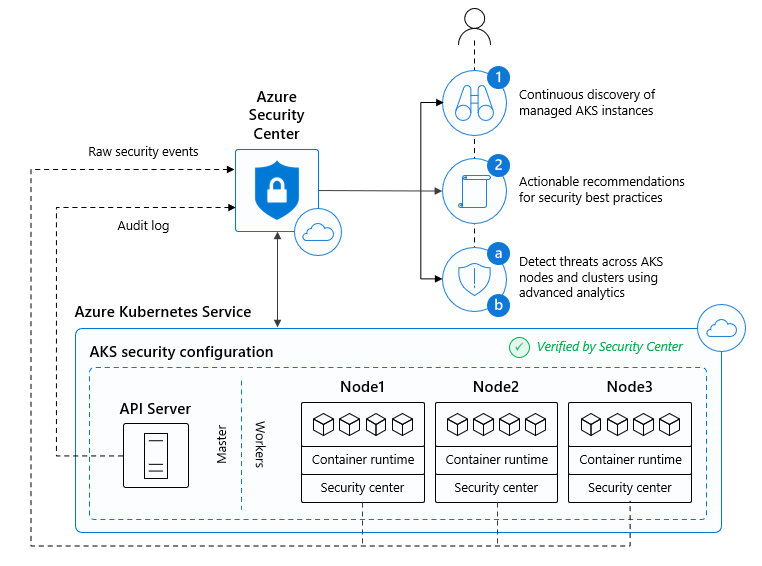 1
Continuous discovery of
managed AKS instances
Azure
Security
Center
Raw security events
2
Actionable recommendations
for security best practices
Audit log
a
Detect threats across AKS
nodes and clusters using
advanced analytics
b
Azure Kubernetes Service
AKS security configuration
Verified by Security Center
API Server
Master
Workers
Node1
Container runtime
Security center
Node2
Container runtime
Security center
Node3
Container runtime
Security center